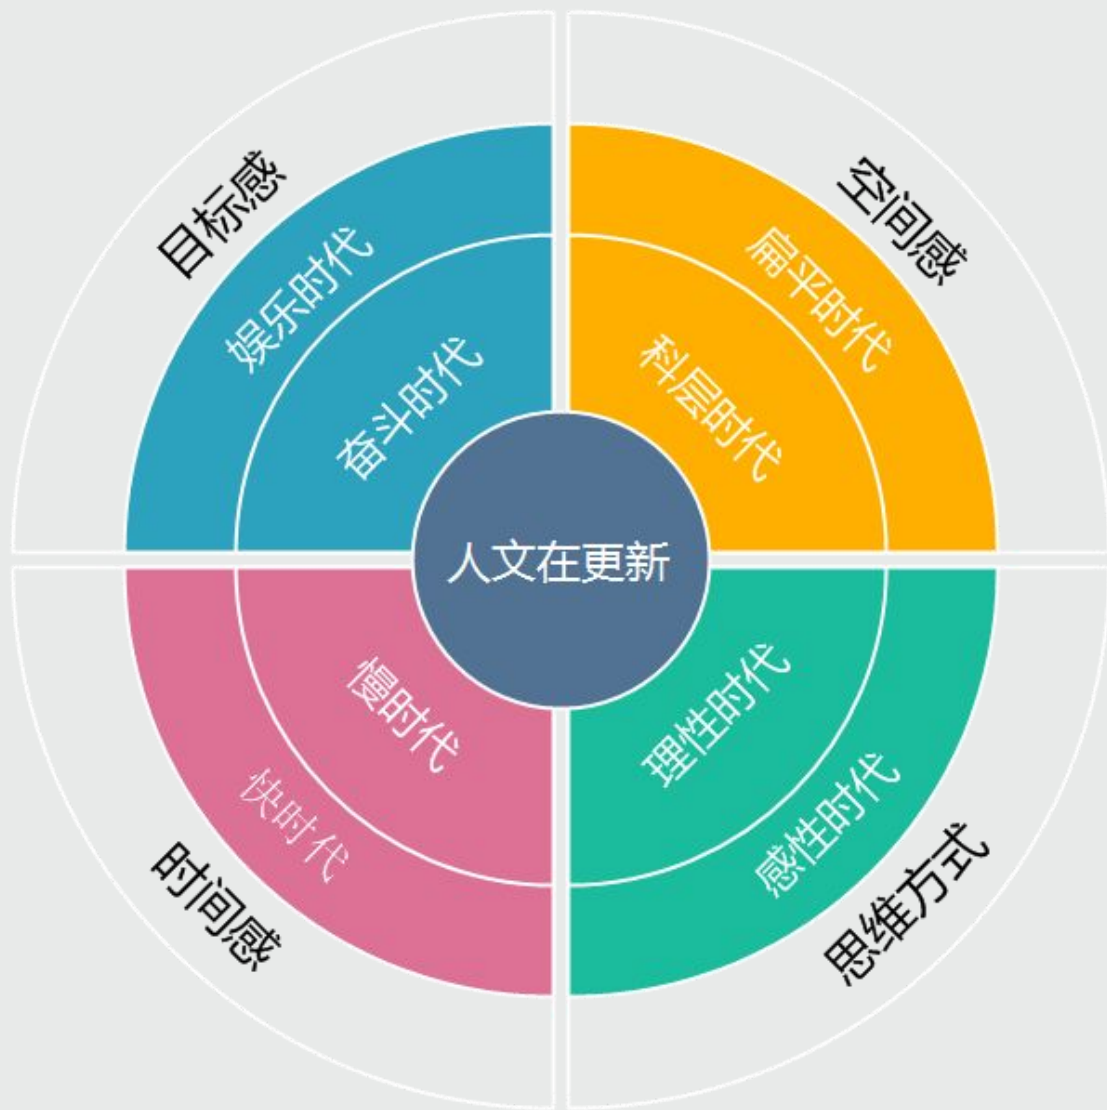 目标感
娱乐时代
奋斗时代
空间感
扁平时代
科层时代
人文在更新
慢时代
快时代
时间感
理性时代
感性时代
思维方式